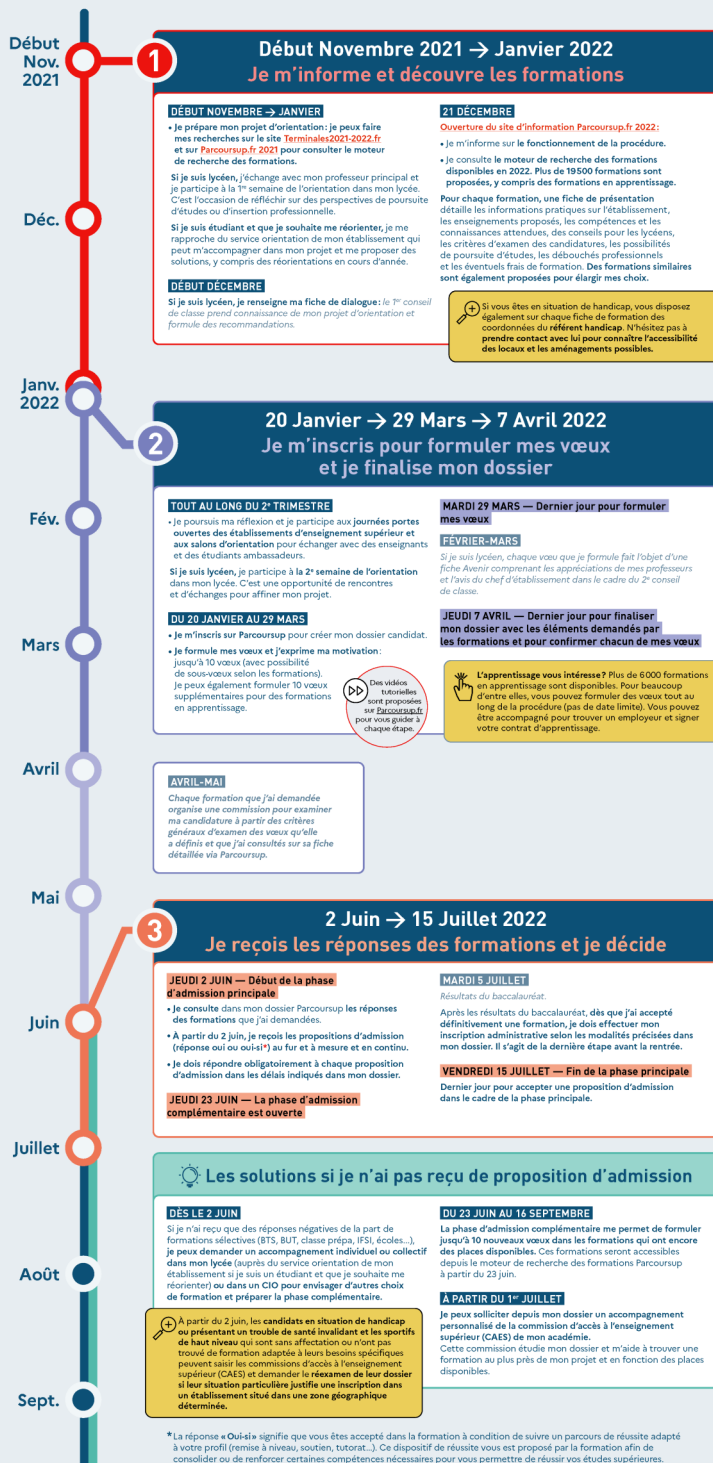 Début
Nov.
2021
1
Début Novembre 2021 → Janvier 2022
Je m’informe et découvre les formations
DÉBUT NOVEMBRE → JANVIER
• Je prépare mon projet d’orientation : je peux faire
mes recherches sur le site Terminales2021-2022.fr
et sur Parcoursup.fr 2021 pour consulter le moteur
de recherche des formations.
Si je suis lycéen, j’échange avec mon professeur principal et
je participe à la 1re semaine de l’orientation dans mon lycée.
C’est l’occasion de réfléchir sur des perspectives de poursuite
d’études ou d’insertion professionnelle.
Si je suis étudiant et que je souhaite me réorienter, je me
rapproche du service orientation de mon établissement qui
peut m’accompagner dans mon projet et me proposer des
solutions, y compris des réorientations en cours d’année.
DÉBUT DÉCEMBRE
Si je suis lycéen, je renseigne ma fiche de dialogue : le 1er conseil
de classe prend connaissance de mon projet d’orientation et
formule des recommandations.
21 DÉCEMBRE
Ouverture du site d’information Parcoursup.fr 2022 :
• Je m’informe sur le fonctionnement de la procédure.
• Je consulte le moteur de recherche des formations
disponibles en 2022. Plus de 19500 formations sont
proposées, y compris des formations en apprentissage.
Pour chaque formation, une fiche de présentation
détaille les informations pratiques sur l’établissement,
les enseignements proposés, les compétences et les
connaissances attendues, des conseils pour les lycéens,
les critères d’examen des candidatures, les possibilités
de poursuite d’études, les débouchés professionnels
et les éventuels frais de formation. Des formations similaires
sont également proposées pour élargir mes choix.
Si vous êtes en situation de handicap, vous disposez
également sur chaque fiche de formation des
coordonnées du référent handicap. N’hésitez pas à
prendre contact avec lui pour connaître l’accessibilité
des locaux et les aménagements possibles.
Déc.
Janv.
2022
2
20 Janvier → 29 Mars → 7 Avril 2022
Je m’inscris pour formuler mes vœux
et je finalise mon dossier
TOUT AU LONG DU 2e TRIMESTRE
• Je poursuis ma réflexion et je participe aux journées portes
ouvertes des établissements d’enseignement supérieur et
aux salons d’orientation pour échanger avec des enseignants
et des étudiants ambassadeurs.
Si je suis lycéen, je participe à la 2e semaine de l’orientation
dans mon lycée. C’est une opportunité de rencontres
et d’échanges pour affiner mon projet.
DU 20 JANVIER AU 29 MARS
• Je m’inscris sur Parcoursup pour créer mon dossier candidat.
• Je formule mes vœux et j’exprime ma motivation :
jusqu’à 10 vœux (avec possibilité
de sous-vœux selon les formations).
Je peux également formuler 10 vœux
supplémentaires pour des formations
en apprentissage.
Des vidéos
tutorielles
sont proposées
sur Parcoursup.fr
pour vous guider à
chaque étape.
MARDI 29 MARS — Dernier jour pour formuler
mes vœux
FÉVRIER-MARS
Si je suis lycéen, chaque vœu que je formule fait l’objet d’une
fiche Avenir comprenant les appréciations de mes professeurs
et l’avis du chef d’établissement dans le cadre du 2e conseil
de classe.
JEUDI 7 AVRIL — Dernier jour pour finaliser
mon dossier avec les éléments demandés par
les formations et pour confirmer chacun de mes vœux
L’apprentissage vous intéresse ? Plus de 6000 formations
en apprentissage sont disponibles. Pour beaucoup
d’entre elles, vous pouvez formuler des vœux tout au
long de la procédure (pas de date limite). Vous pouvez
être accompagné pour trouver un employeur et signer
votre contrat d’apprentissage.
Fév.
Mars
Avril
AVRIL-MAI
Chaque formation que j’ai demandée
organise une commission pour examiner
ma candidature à partir des critères
généraux d’examen des vœux qu’elle
a définis et que j’ai consultés sur sa fiche
détaillée via Parcoursup.
Mai
3
2 Juin → 15 Juillet 2022
Je reçois les réponses des formations et je décide
JEUDI 2 JUIN — Début de la phase
d’admission principale
• Je consulte dans mon dossier Parcoursup les réponses
des formations que j’ai demandées.
• À partir du 2 juin, je reçois les propositions d’admission
(réponse oui ou oui-si*) au fur et à mesure et en continu.
• Je dois répondre obligatoirement à chaque proposition
d’admission dans les délais indiqués dans mon dossier.
JEUDI 23 JUIN — La phase d’admission
complémentaire est ouverte
MARDI 5 JUILLET
Résultats du baccalauréat.
Après les résultats du baccalauréat, dès que j’ai accepté
définitivement une formation, je dois effectuer mon
inscription administrative selon les modalités précisées dans
mon dossier. Il s’agit de la dernière étape avant la rentrée.
VENDREDI 15 JUILLET — Fin de la phase principale
Dernier jour pour accepter une proposition d’admission
dans le cadre de la phase principale.
Juin
Juillet
Les solutions si je n’ai pas reçu de proposition d’admission
DÈS LE 2 JUIN
Si je n’ai reçu que des réponses négatives de la part de
formations sélectives (BTS, BUT, classe prépa, IFSI, écoles...),
je peux demander un accompagnement individuel ou collectif
dans mon lycée (auprès du service orientation de mon
établissement si je suis un étudiant et que je souhaite me
réorienter) ou dans un CIO pour envisager d’autres choix
de formation et préparer la phase complémentaire.
À partir du 2 juin, les candidats en situation de handicap
ou présentant un trouble de santé invalidant et les sportifs
de haut niveau qui sont sans affectation ou n’ont pas
trouvé de formation adaptée à leurs besoins spécifiques
peuvent saisir les commissions d’accès à l’enseignement
supérieur (CAES) et demander le réexamen de leur dossier
si leur situation particulière justifie une inscription dans
un établissement situé dans une zone géographique
déterminée.
DU 23 JUIN AU 16 SEPTEMBRE
La phase d’admission complémentaire me permet de formuler
jusqu’à 10 nouveaux vœux dans les formations qui ont encore
des places disponibles. Ces formations seront accessibles
depuis le moteur de recherche des formations Parcoursup
à partir du 23 juin.
À PARTIR DU 1er JUILLET
Je peux solliciter depuis mon dossier un accompagnement
personnalisé de la commission d’accès à l’enseignement
supérieur (CAES) de mon académie.
Cette commission étudie mon dossier et m’aide à trouver une
formation au plus près de mon projet et en fonction des places
disponibles.
Août
Sept.
* La réponse « Oui-si » signifie que vous êtes accepté dans la formation à condition de suivre un parcours de réussite adapté
à votre profil (remise à niveau, soutien, tutorat...). Ce dispositif de réussite vous est proposé par la formation afin de
consolider ou de renforcer certaines compétences nécessaires pour vous permettre de réussir vos études supérieures.